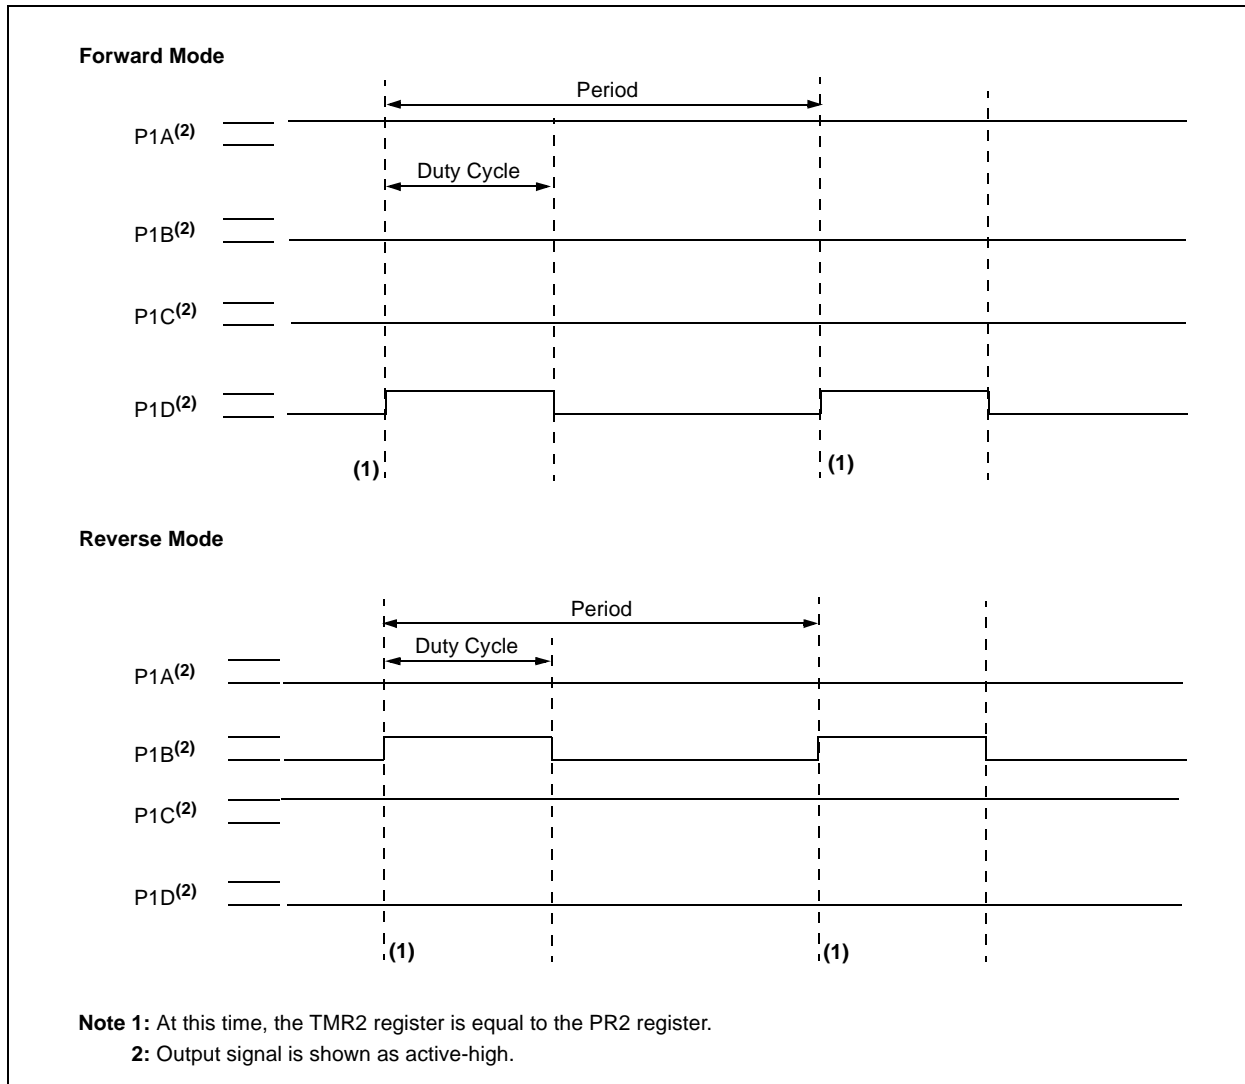 Forward Mode
Period
P1A(2)
Duty Cycle
P1B(2)
P1C(2)
P1D(2)
(1)
(1)
Reverse Mode
Period
Duty Cycle
P1A(2)
P1B(2)
P1C(2)
P1D(2)
(1)
(1)
Note 1: At this time, the TMR2 register is equal to the PR2 register.
2: Output signal is shown as active-high.